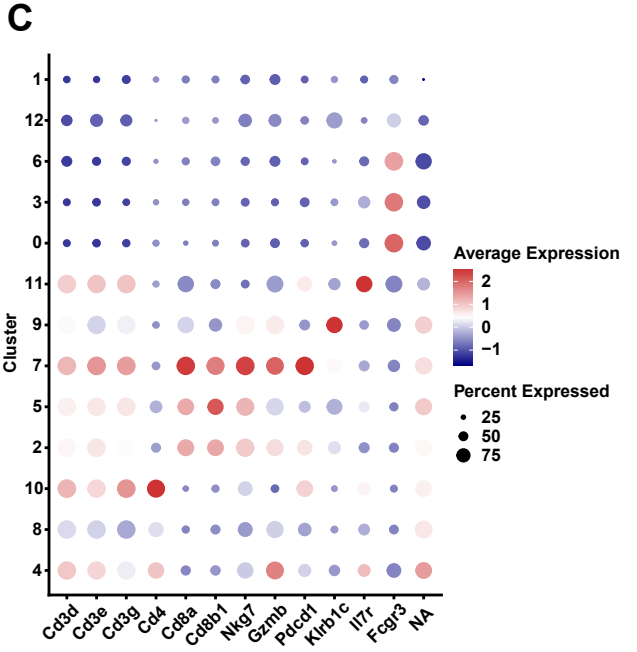 C
1
12
6
3
0
11
9
7
5
2
10
8
4
Cluster
Cd3d
Cd3e
Cd3g
Cd4
Cd8a
Cd8b1
Nkg7
Gzmb
Pdcd1
Klrb1c
Il7r
Fcgr3
NA
Average Expression
2
1
0
−1
Percent Expressed
25
50
75